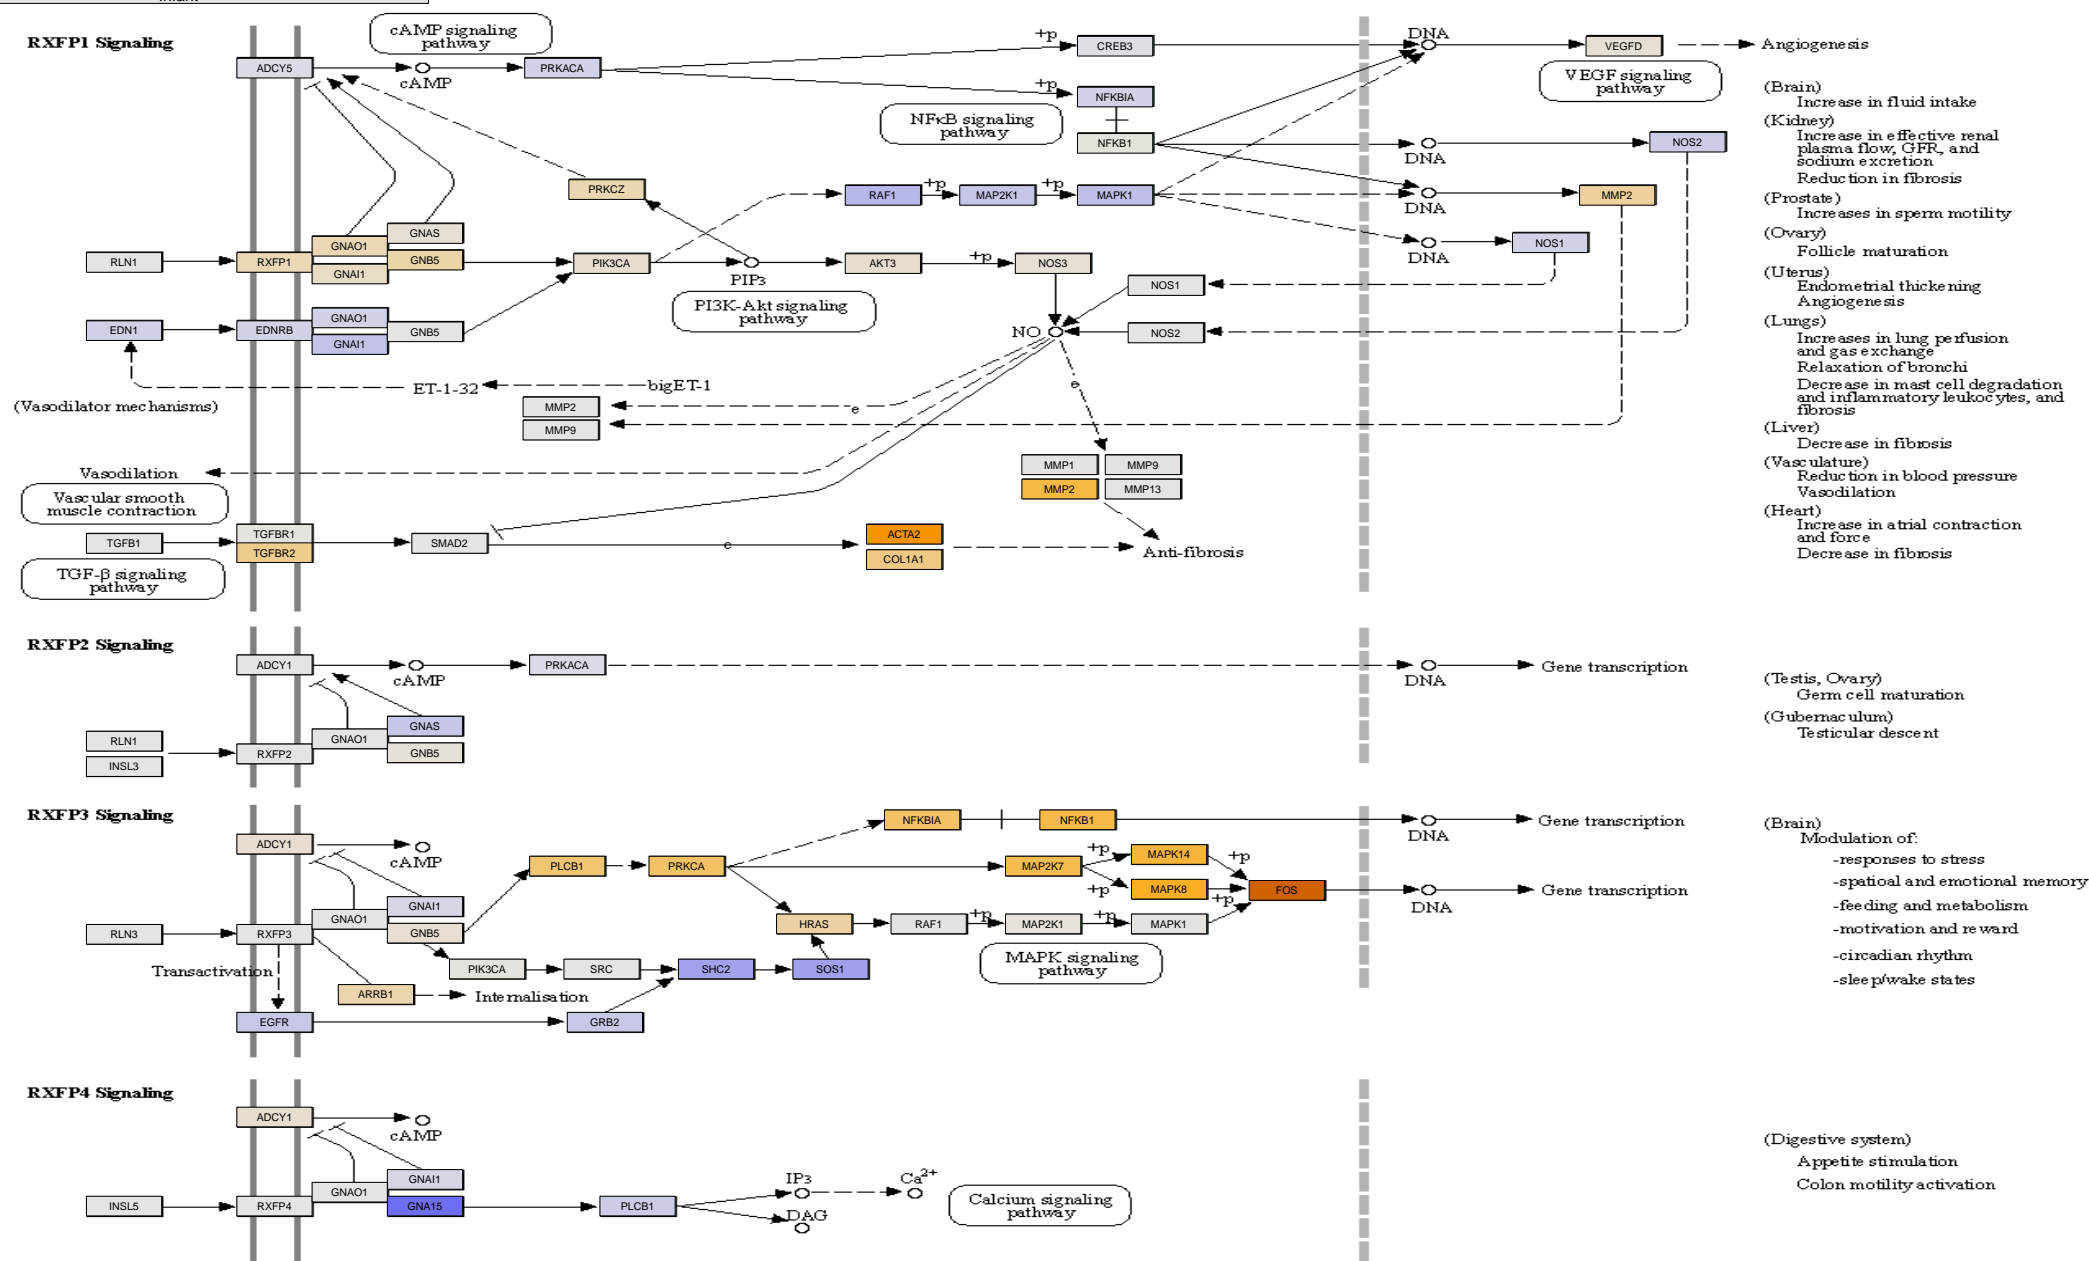 Infant
RXFP1 Signaling
cAMP signaling
pathway
ADCY5
cAMP
PRKACA
+p
CREB3
DNA
VEGFD
Angiogenesis
VEGF signaling
pathway
+p
NFKBIA
NFκB signaling
pathway
NFKB1
DNA
NOS2
PRKCZ
RAF1
+p
MAP2K1
+p
MAPK1
DNA
MMP2
GNAS
GNAO1
GNB5
GNAI1
RLN1
RXFP1
PIK3CA
PIP3
AKT3
+p
NOS3
DNA
NOS1
NOS1
PI3K-Akt signaling
pathway
EDN1
EDNRB
GNAO1
GNAI1
GNB5
NO
NOS2
ET-1-32
bigET-1
e
(Vasodilator mechanisms)
MMP2
MMP9
e
Vasodilation
Vascular smooth
muscle contraction
MMP1
MMP9
MMP2
MMP13
TGFB1
TGFBR1
TGFBR2
SMAD2
e
ACTA2
COL1A1
Anti-fibrosis
TGF-β signaling
pathway
(Brain)
Increase in fluid intake
(Kidney)
Increase in effective renal
plasma flow, GFR, and
sodium excretion
Reduction in fibrosis
(Prostate)
Increases in sperm motility
(Ovary)
Follicle maturation
(Uterus)
Endometrial thickening
Angiogenesis
(Lungs)
Increases in lung perfusion
and gas exchange
Relaxation of bronchi
Decrease in mast cell degradation
and inflammatory leukocytes, and
fibrosis
(Liver)
Decrease in fibrosis
(Vasculature)
Reduction in blood pressure
Vasodilation
(Heart)
Increase in atrial contraction
and force
Decrease in fibrosis
RXFP2 Signaling
ADCY1
cAMP
PRKACA
DNA
Gene transcription
GNAS
GNAO1
GNB5
RLN1
INSL3
RXFP2
(Testis, Ovary)
Germ cell maturation
(Gubernaculum)
Testicular descent
RXFP3 Signaling
ADCY1
cAMP
NFKBIA
NFKB1
DNA
Gene transcription
PLCB1
PRKCA
MAP2K7
+p
MAPK14
+p
+p
MAPK8
FOS
DNA
Gene transcription
GNAI1
GNAO1
GNB5
RLN3
RXFP3
HRAS
RAF1
+p
MAP2K1
+p
MAPK1
+p
MAPK signaling
pathway
Transactivation
PIK3CA
SRC
SHC2
SOS1
ARRB1
Internalisation
EGFR
GRB2
(Brain)
Modulation of:
-responses to stress
-spatioal and emotional memory
-feeding and metabolism
-motivation and reward
-circadian rhythm
-sleep/wake states
RXFP4 Signaling
ADCY1
cAMP
GNAI1
GNAO1
GNA15
INSL5
RXFP4
PLCB1
IP3
DAG
Ca2+
Calcium signaling
pathway
(Digestive system)
Appetite stimulation
Colon motility activation